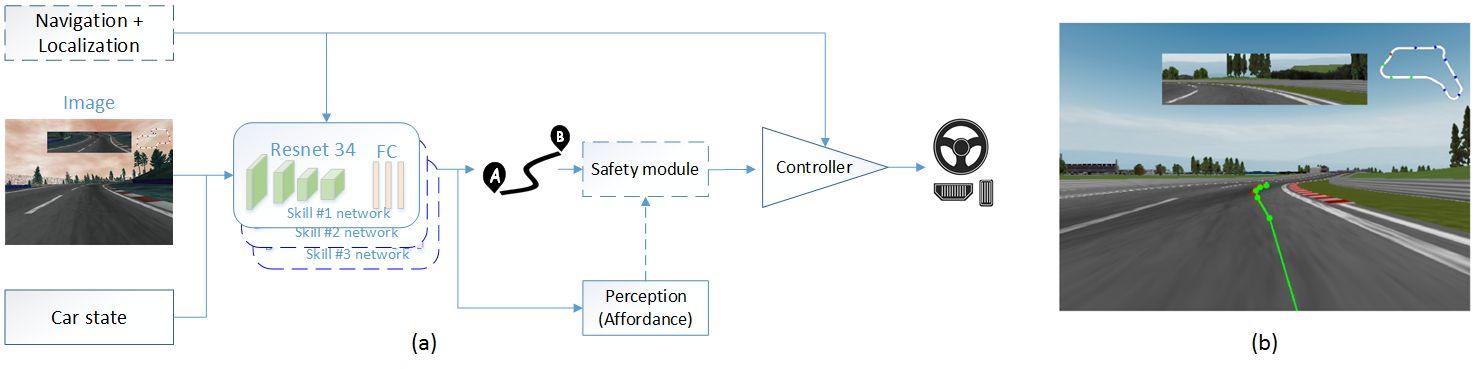 Navigation +
Localization
Image
Resnet 34
FC
Skill #1 network
Skill #2 network
Skill #3 network
A
B
Safety module
Controller
Car state
Perception
(Affordance)
(a)
(b)